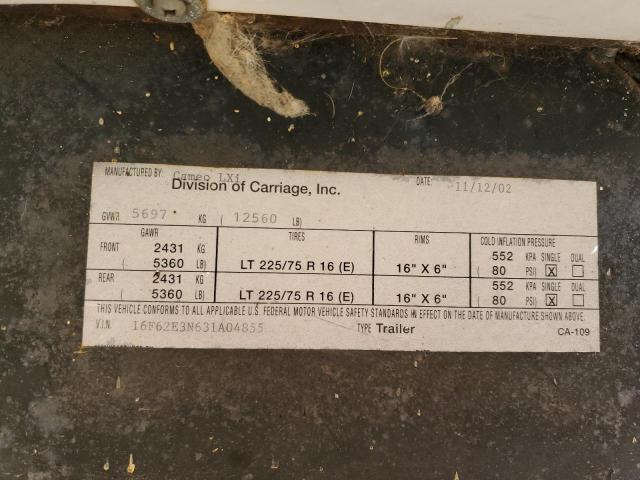 MANUFACTURED BY: Cameo LXi DATE: 11/12/02
Division of Carriage, Inc.
GVWR 5697 KG ( 12560 LB)
GAWR TIRES RIMS COLD INFLATION PRESSURE
FRONT 2431 KG 552 KPA SINGLE DUAL
( 5360 LB) LT 225/75 R 16 (E) 16" X 6" ( 80 PSI) X
REAR 2431 KG 552 KPA SINGLE DUAL
( 5360 LB) LT 225/75 R 16 (E) 16" X 6" ( 80 PSI) X
THIS VEHICLE CONFORMS TO ALL APPLICABLE U.S. FEDERAL MOTOR VEHICLE SAFETY STANDARDS IN EFFECT ON THE DATE OF MANUFACTURE SHOWN ABOVE.
V.I.N. 16F62E3N631A04855 TYPE Trailer CA-109